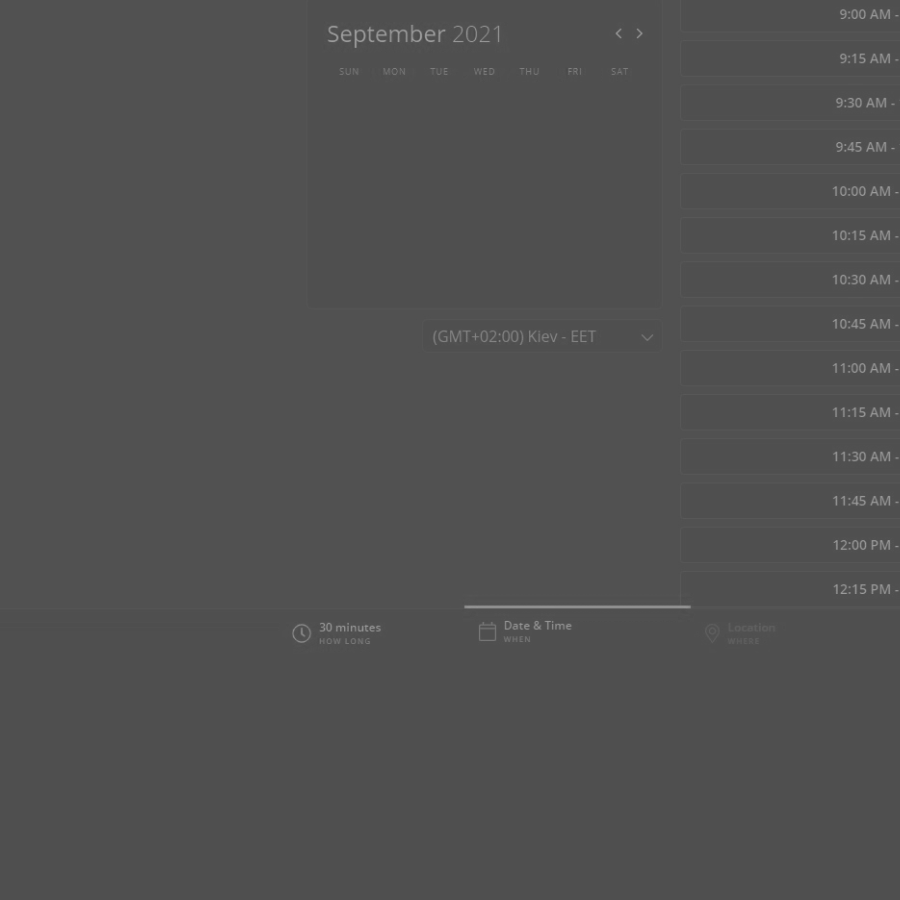 September 2021
SUN MON TUE WED THU FRI SAT
(GMT+02:00) Kiev - EET
9:00 AM -
9:15 AM -
9:30 AM -
9:45 AM -
10:00 AM -
10:15 AM -
10:30 AM -
10:45 AM -
11:00 AM -
11:15 AM -
11:30 AM -
11:45 AM -
12:00 PM -
12:15 PM -
30 minutes
HOW LONG
Date & Time
WHEN
Location
WHERE